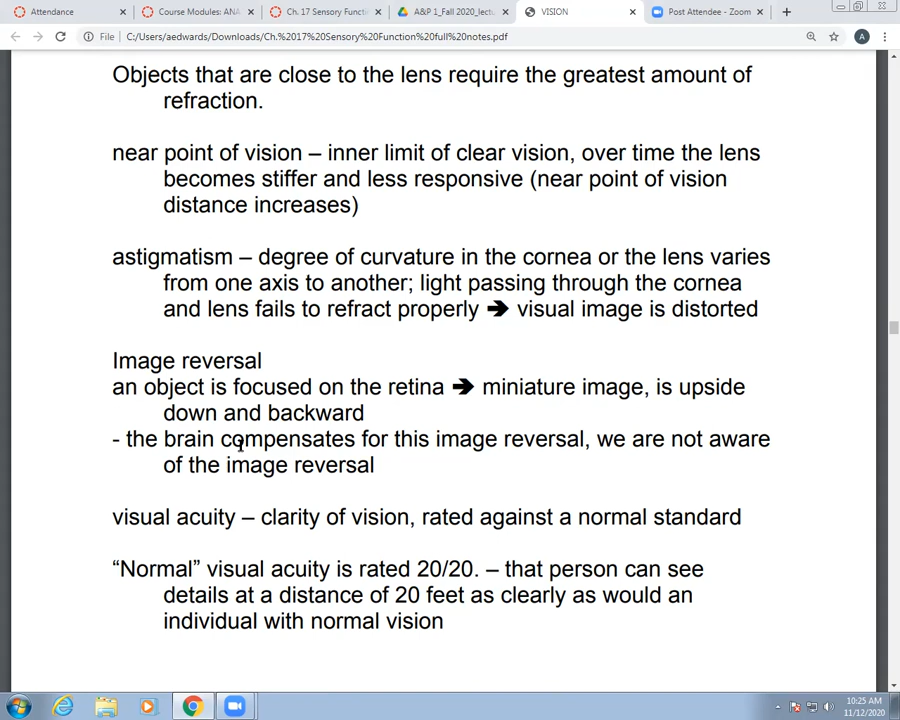 Attendance
Course Modules: ANA
Ch. 17 Sensory Functi
A&P 1_Fall 2020_lectu
VISION
Post Attendee - Zoom
File
C:/Users/aedwards/Downloads/Ch.%2017%20Sensory%20Function%20full%20notes.pdf
A
Objects that are close to the lens require the greatest amount of
refraction.
near point of vision – inner limit of clear vision, over time the lens
becomes stiffer and less responsive (near point of vision
distance increases)
astigmatism – degree of curvature in the cornea or the lens varies
from one axis to another; light passing through the cornea
and lens fails to refract properly ➔ visual image is distorted
Image reversal
an object is focused on the retina ➔ miniature image, is upside
down and backward
- the brain compensates for this image reversal, we are not aware
of the image reversal
visual acuity – clarity of vision, rated against a normal standard
“Normal” visual acuity is rated 20/20. – that person can see
details at a distance of 20 feet as clearly as would an
individual with normal vision
10:25 AM
11/12/2020